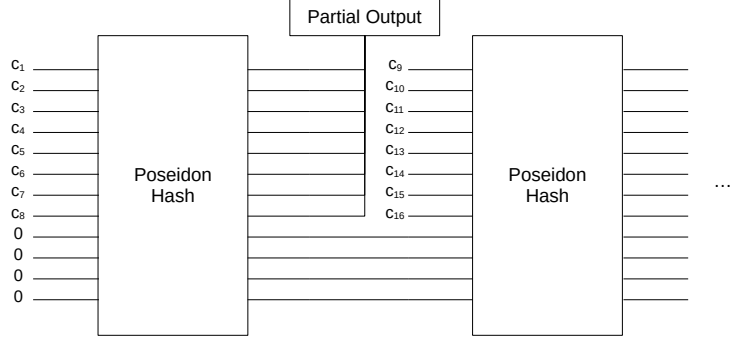 Partial Output
c₁
c₂
c₃
c₄
c₅
c₆
c₇
c₈
0
0
0
0
Poseidon
Hash
c₉
c₁₀
c₁₁
c₁₂
c₁₃
c₁₄
c₁₅
c₁₆
Poseidon
Hash
...